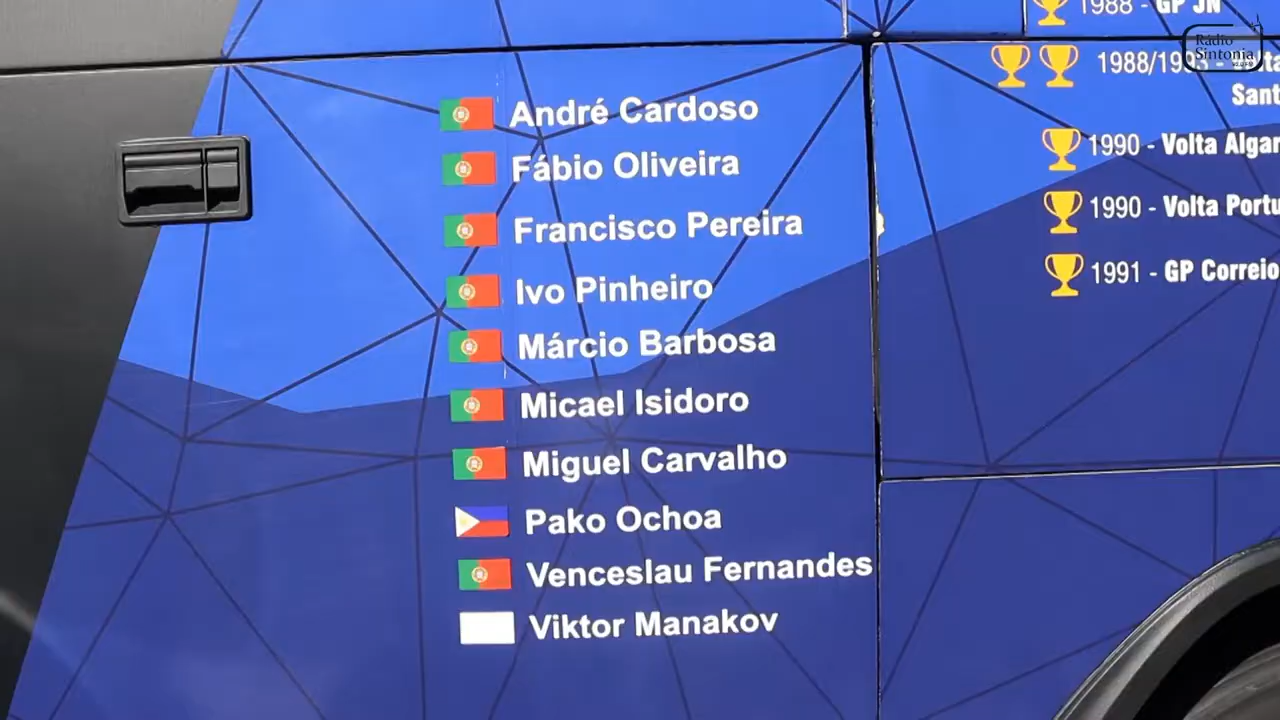 André Cardoso
Fábio Oliveira
Francisco Pereira
Ivo Pinheiro
Márcio Barbosa
Micael Isidoro
Miguel Carvalho
Pako Ochoa
Venceslau Fernandes
Viktor Manakov
1988 - GP JN
1988/199
Sant
1990 - Volta Algar
1990 - Volta Portu
1991 - GP Correio
Rádio
Sintonia